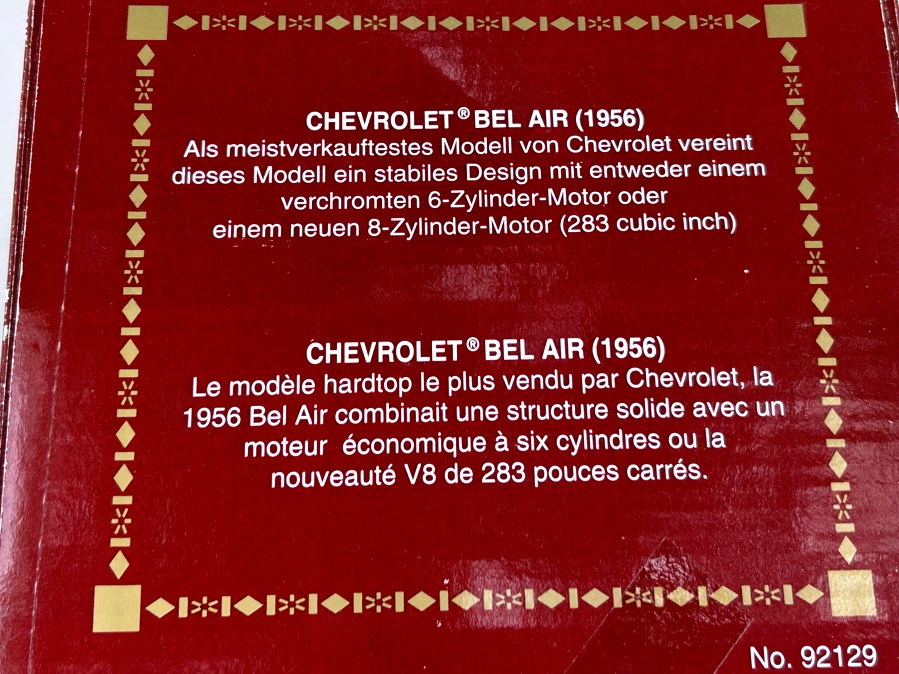 CHEVROLET® BEL AIR (1956)
Als meistverkauftestes Modell von Chevrolet vereint
dieses Modell ein stabiles Design mit entweder einem
verchromten 6-Zylinder-Motor oder
einem neuen 8-Zylinder-Motor (283 cubic inch)
CHEVROLET® BEL AIR (1956)
Le modèle hardtop le plus vendu par Chevrolet, la
1956 Bel Air combinait une structure solide avec un
moteur économique à six cylindres ou la
nouveauté V8 de 283 pouces carrés.
No. 92129